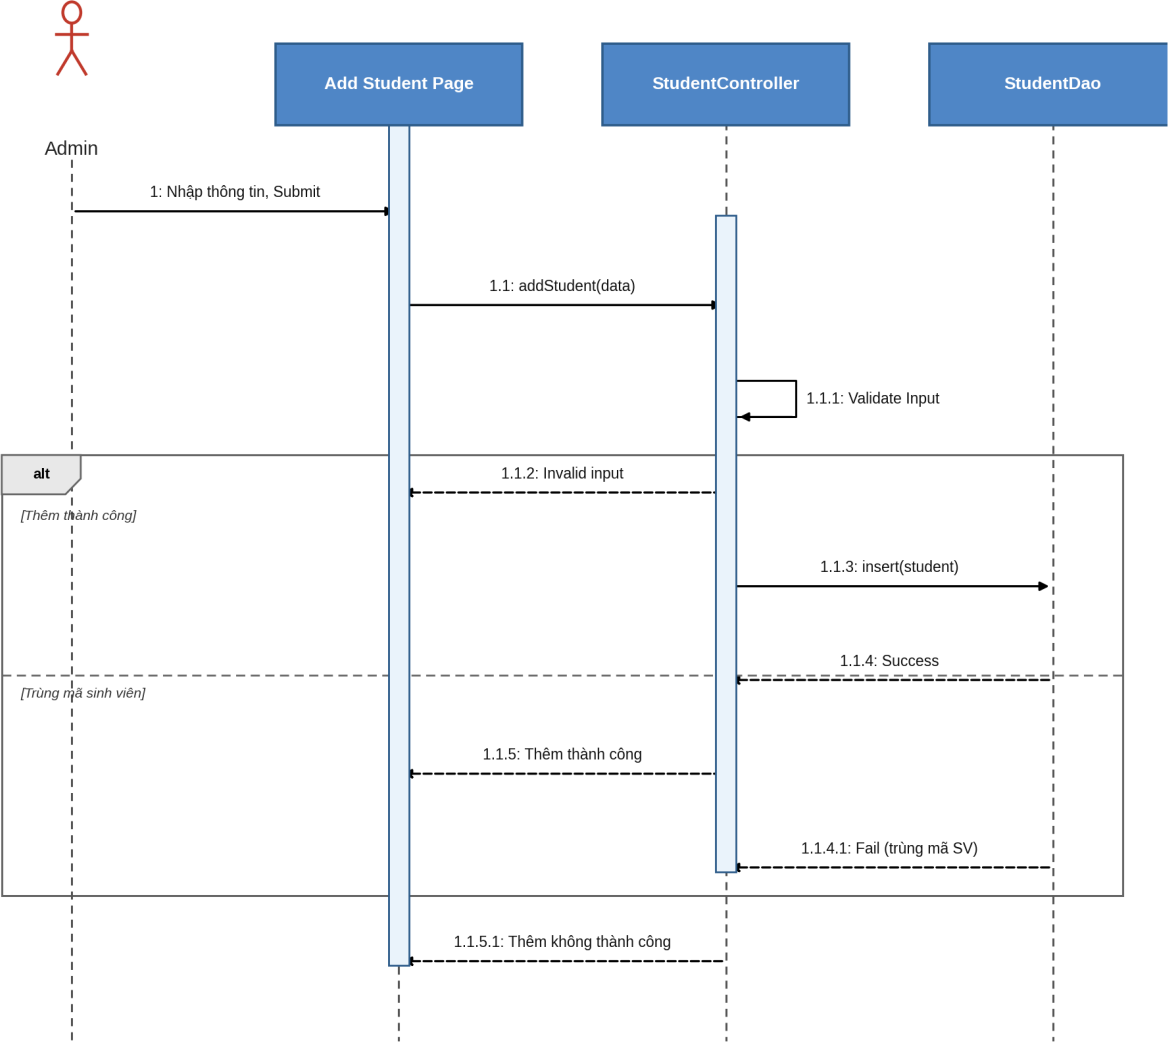 Add Student Page
StudentController
StudentDao
Admin
1: Nhập thông tin, Submit
1.1: addStudent(data)
1.1.1: Validate Input
alt
1.1.2: Invalid input
[Thêm thành công]
1.1.3: insert(student)
1.1.4: Success
[Trùng mã sinh viên]
1.1.5: Thêm thành công
1.1.4.1: Fail (trùng mã SV)
1.1.5.1: Thêm không thành công